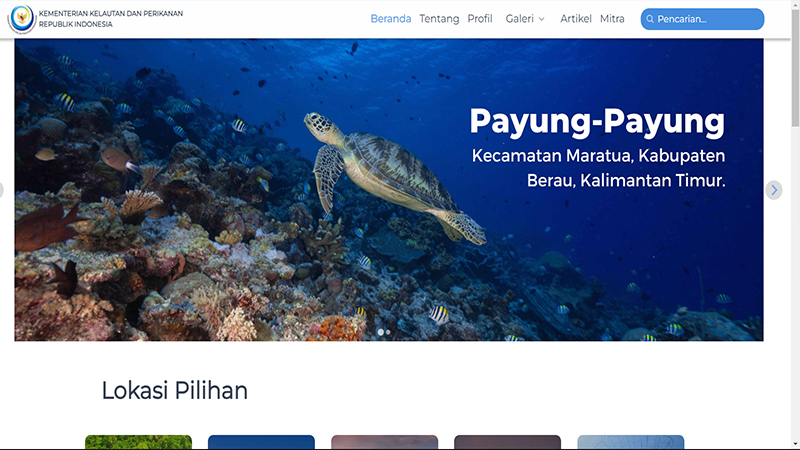 KEMENTERIAN KELAUTAN DAN PERIKANAN
REPUBLIK INDONESIA
Beranda Tentang Profil Galeri Artikel Mitra Pencarian...
Payung-Payung
Kecamatan Maratua, Kabupaten
Berau, Kalimantan Timur.
Lokasi Pilihan